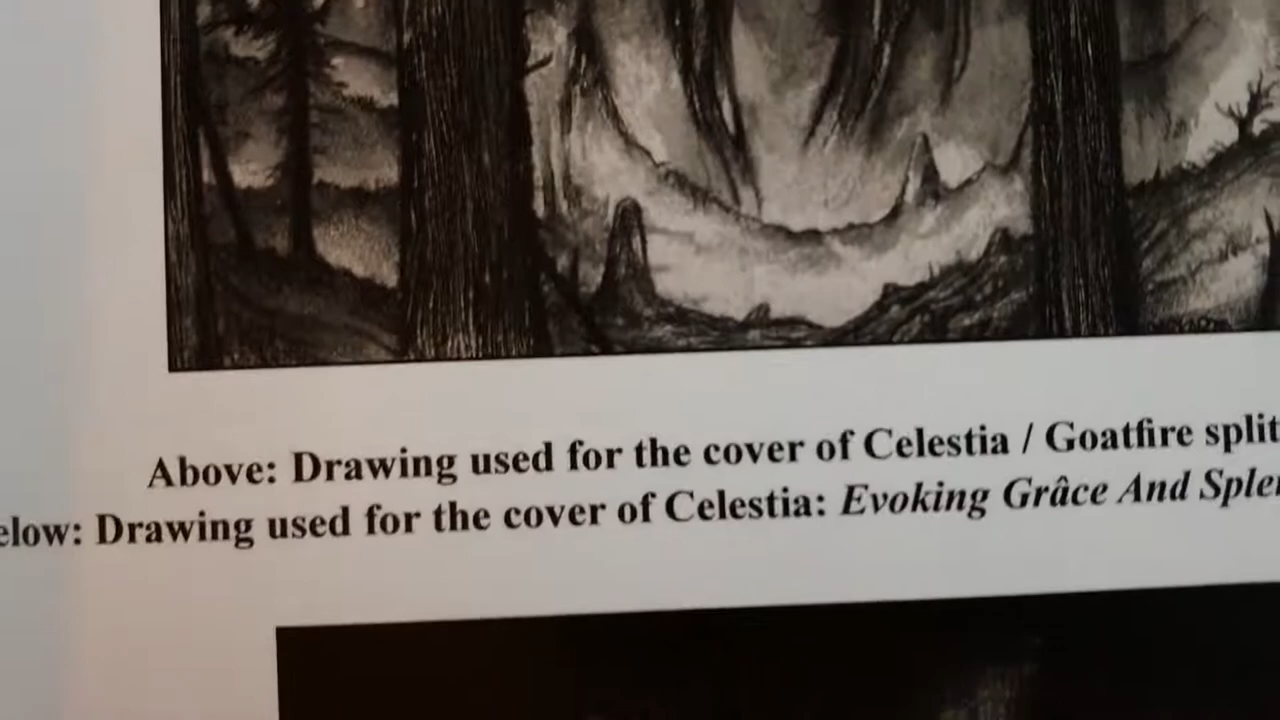 Above: Drawing used for the cover of Celestia / Goatfire split
elow: Drawing used for the cover of Celestia: Evoking Grâce And Sple